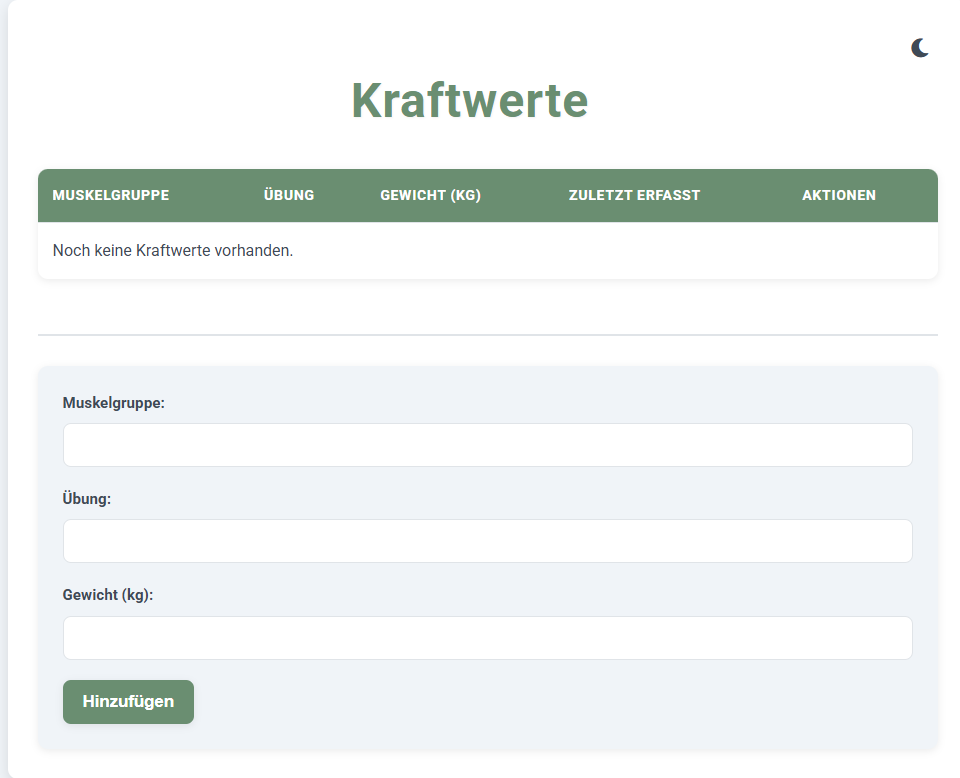 Kraftwerte
MUSKELGRUPPE ÜBUNG GEWICHT (KG) ZULETZT ERFASST AKTIONEN
Noch keine Kraftwerte vorhanden.
Muskelgruppe:
Übung:
Gewicht (kg):
Hinzufügen